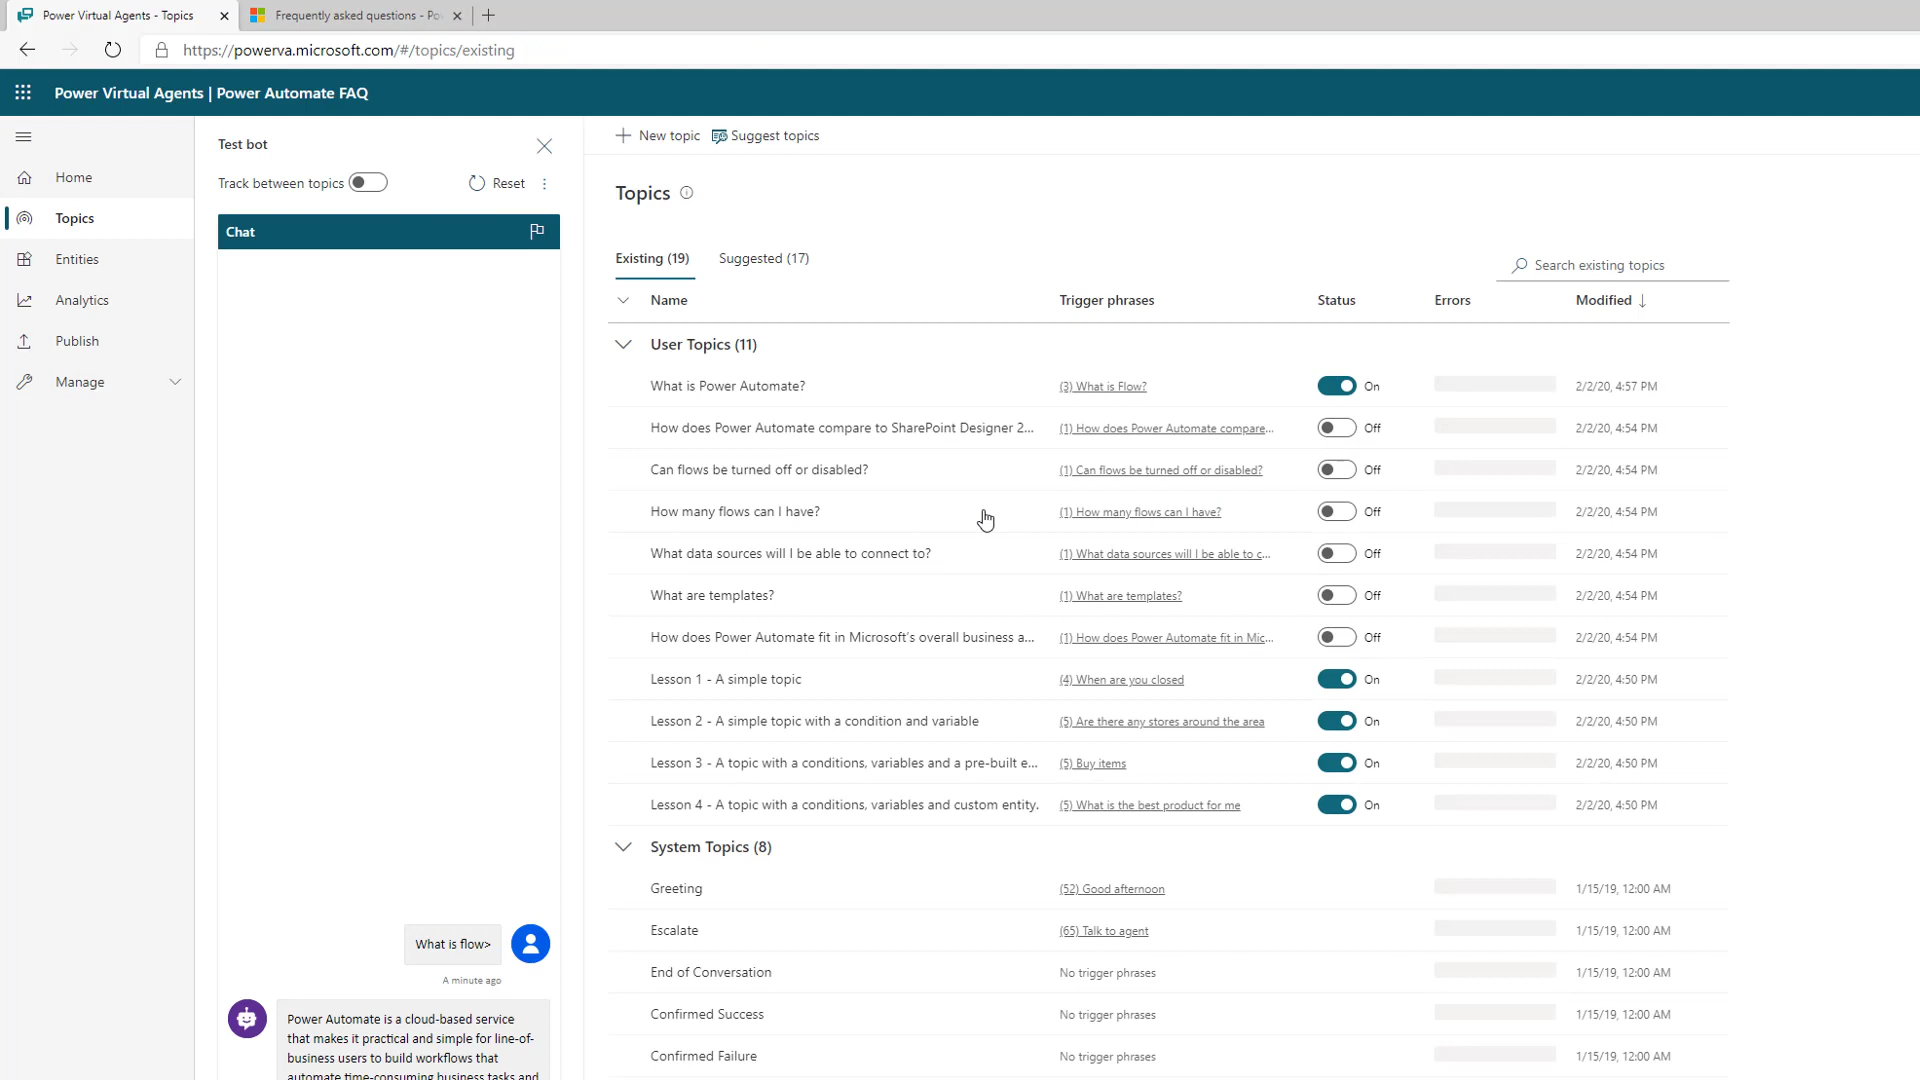 Power Virtual Agents - Topics
Frequently asked questions - Po
https://powerva.microsoft.com/#/topics/existing
Power Virtual Agents | Power Automate FAQ
Home
Topics
Entities
Analytics
Publish
Manage
Test bot
Track between topics
Reset
Chat
What is flow>
A minute ago
Power Automate is a cloud-based service
that makes it practical and simple for line-of-
business users to build workflows that
automate time-consuming business tasks and
New topic
Suggest topics
Topics
Existing (19)
Suggested (17)
Search existing topics
Name Trigger phrases Status Errors Modified ↓
User Topics (11)
What is Power Automate? (3) What is Flow? On 2/2/20, 4:57 PM
How does Power Automate compare to SharePoint Designer 2... (1) How does Power Automate compare... Off 2/2/20, 4:54 PM
Can flows be turned off or disabled? (1) Can flows be turned off or disabled? Off 2/2/20, 4:54 PM
How many flows can I have? (1) How many flows can I have? Off 2/2/20, 4:54 PM
What data sources will I be able to connect to? (1) What data sources will I be able to c... Off 2/2/20, 4:54 PM
What are templates? (1) What are templates? Off 2/2/20, 4:54 PM
How does Power Automate fit in Microsoft's overall business a... (1) How does Power Automate fit in Mic... Off 2/2/20, 4:54 PM
Lesson 1 - A simple topic (4) When are you closed On 2/2/20, 4:50 PM
Lesson 2 - A simple topic with a condition and variable (5) Are there any stores around the area On 2/2/20, 4:50 PM
Lesson 3 - A topic with a conditions, variables and a pre-built e... (5) Buy items On 2/2/20, 4:50 PM
Lesson 4 - A topic with a conditions, variables and custom entity. (5) What is the best product for me On 2/2/20, 4:50 PM
System Topics (8)
Greeting (52) Good afternoon 1/15/19, 12:00 AM
Escalate (65) Talk to agent 1/15/19, 12:00 AM
End of Conversation No trigger phrases 1/15/19, 12:00 AM
Confirmed Success No trigger phrases 1/15/19, 12:00 AM
Confirmed Failure No trigger phrases 1/15/19, 12:00 AM